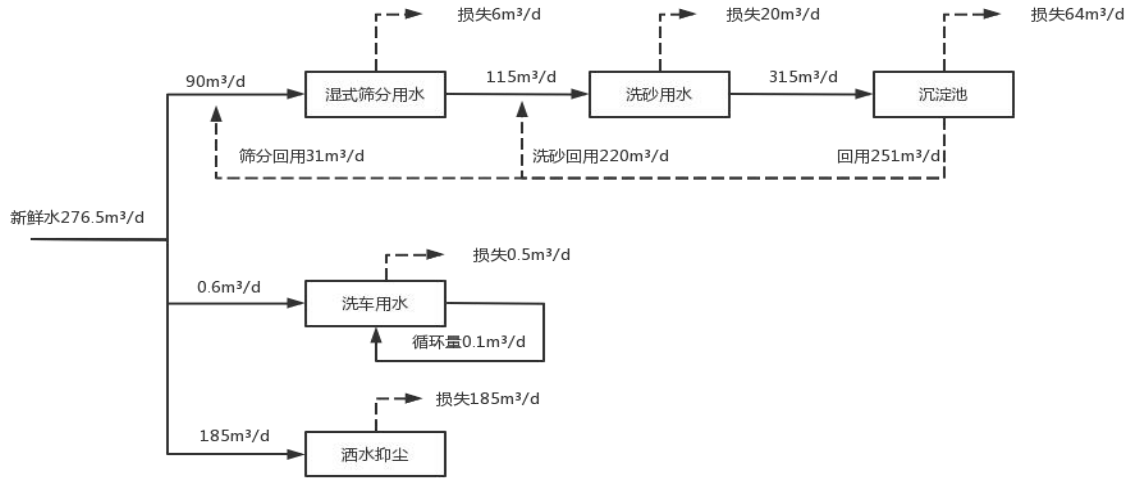 损失6m³/d
损失20m³/d
损失64m³/d
90m³/d
湿式筛分用水
115m³/d
洗砂用水
315m³/d
沉淀池
筛分回用31m³/d
洗砂回用220m³/d
回用251m³/d
新鲜水276.5m³/d
损失0.5m³/d
0.6m³/d
洗车用水
循环量0.1m³/d
损失185m³/d
185m³/d
洒水抑尘